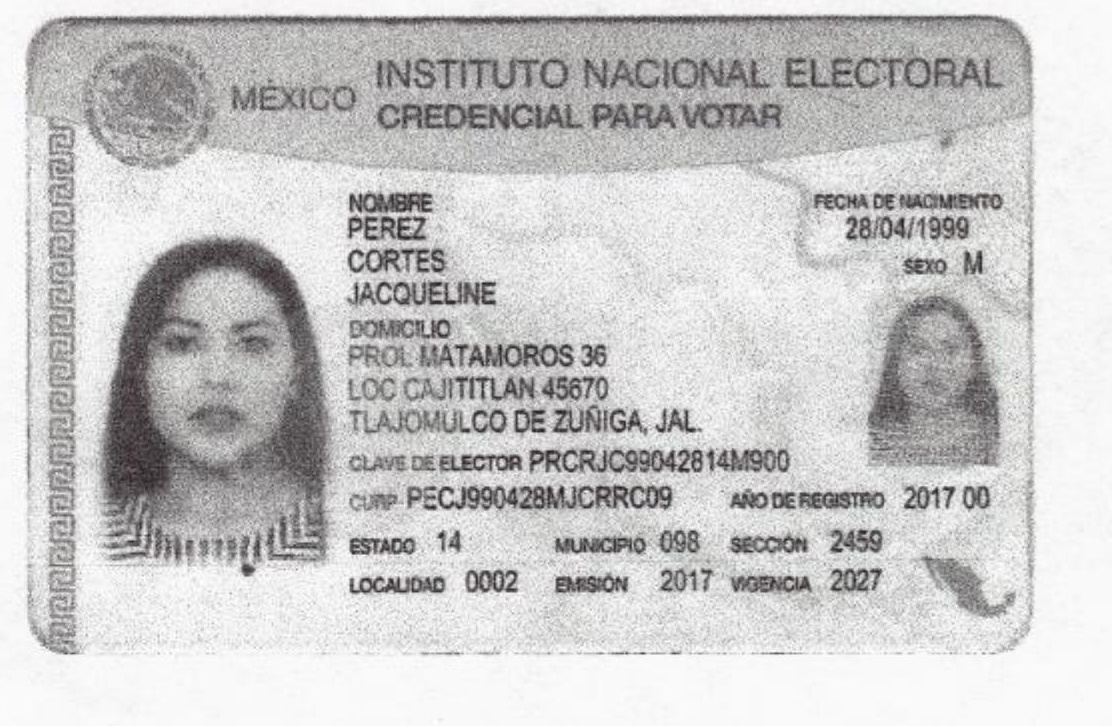 MÉXICO INSTITUTO NACIONAL ELECTORAL
CREDENCIAL PARA VOTAR
NOMBRE
PEREZ
CORTES
JACQUELINE
FECHA DE NACIMIENTO
28/04/1999
SEXO M
DOMICILIO
PROL MATAMOROS 36
LOC CAJITITLAN 45670
TLAJOMULCO DE ZUÑIGA, JAL.
CLAVE DE ELECTOR PRCRJC99042814M900
CURP PECJ990428MJCRRC09 AÑO DE REGISTRO 2017 00
ESTADO 14 MUNICIPIO 098 SECCIÓN 2459
LOCALIDAD 0002 EMISIÓN 2017 VIGENCIA 2027